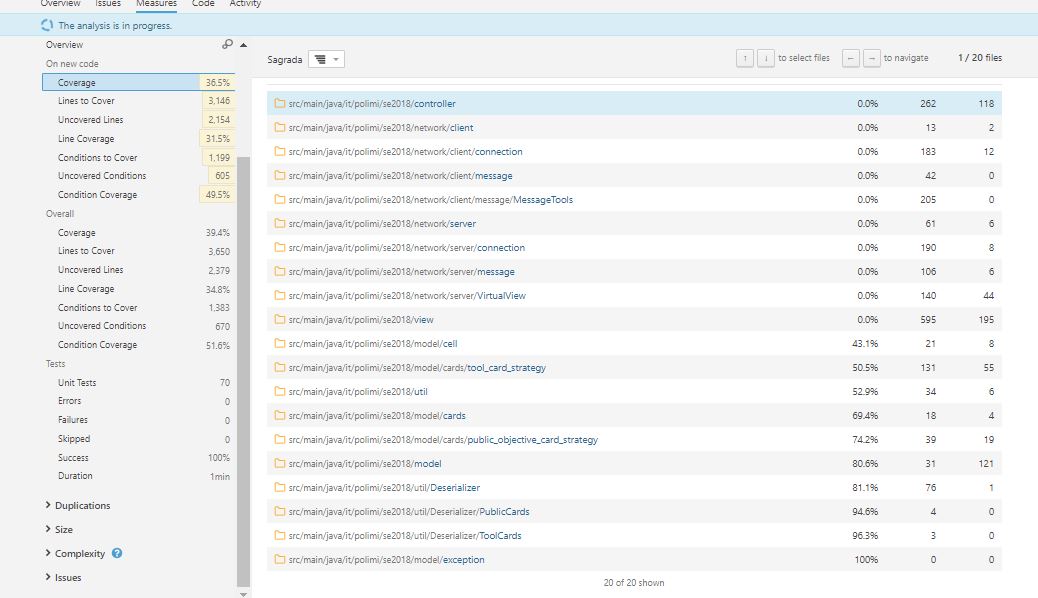 Overview Issues Measures Code Activity
The analysis is in progress.
Overview
On new code
Coverage 36.5%
Lines to Cover 3,146
Uncovered Lines 2,154
Line Coverage 31.5%
Conditions to Cover 1,199
Uncovered Conditions 605
Condition Coverage 49.5%
Overall
Coverage 39.4%
Lines to Cover 3,650
Uncovered Lines 2,379
Line Coverage 34.8%
Conditions to Cover 1,383
Uncovered Conditions 670
Condition Coverage 51.6%
Tests
Unit Tests 70
Errors 0
Failures 0
Skipped 0
Success 100%
Duration 1min
Duplications
Size
Complexity ?
Issues
Sagrada ↑ ↓ to select files ← → to navigate 1 / 20 files
src/main/java/it/polimi/se2018/controller 0.0% 262 118
src/main/java/it/polimi/se2018/network/client 0.0% 13 2
src/main/java/it/polimi/se2018/network/client/connection 0.0% 183 12
src/main/java/it/polimi/se2018/network/client/message 0.0% 42 0
src/main/java/it/polimi/se2018/network/client/message/MessageTools 0.0% 205 0
src/main/java/it/polimi/se2018/network/server 0.0% 61 6
src/main/java/it/polimi/se2018/network/server/connection 0.0% 190 8
src/main/java/it/polimi/se2018/network/server/message 0.0% 106 6
src/main/java/it/polimi/se2018/network/server/VirtualView 0.0% 140 44
src/main/java/it/polimi/se2018/view 0.0% 595 195
src/main/java/it/polimi/se2018/model/cell 43.1% 21 8
src/main/java/it/polimi/se2018/model/cards/tool_card_strategy 50.5% 131 55
src/main/java/it/polimi/se2018/util 52.9% 34 6
src/main/java/it/polimi/se2018/model/cards 69.4% 18 4
src/main/java/it/polimi/se2018/model/cards/public_objective_card_strategy 74.2% 39 19
src/main/java/it/polimi/se2018/model 80.6% 31 121
src/main/java/it/polimi/se2018/util/Deserializer 81.1% 76 1
src/main/java/it/polimi/se2018/util/Deserializer/PublicCards 94.6% 4 0
src/main/java/it/polimi/se2018/util/Deserializer/ToolCards 96.3% 3 0
src/main/java/it/polimi/se2018/model/exception 100% 0 0
20 of 20 shown